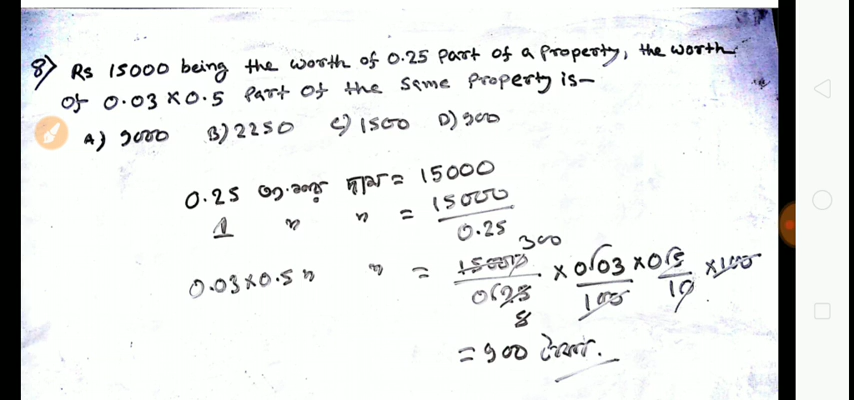 8) Rs 15000 being the worth of 0.25 part of a property, the worth
of 0.03 × 0.5 part of the same property is —
A) 9000 B) 2250 C) 1500 D) 900
0.25 দাম = 15000
1 " " = 15000 / 0.25
300
0.03 × 0.5 " " = 15000 / 0.25 × 0.03 / 100 × 0.5 / 10 × 100
= 900